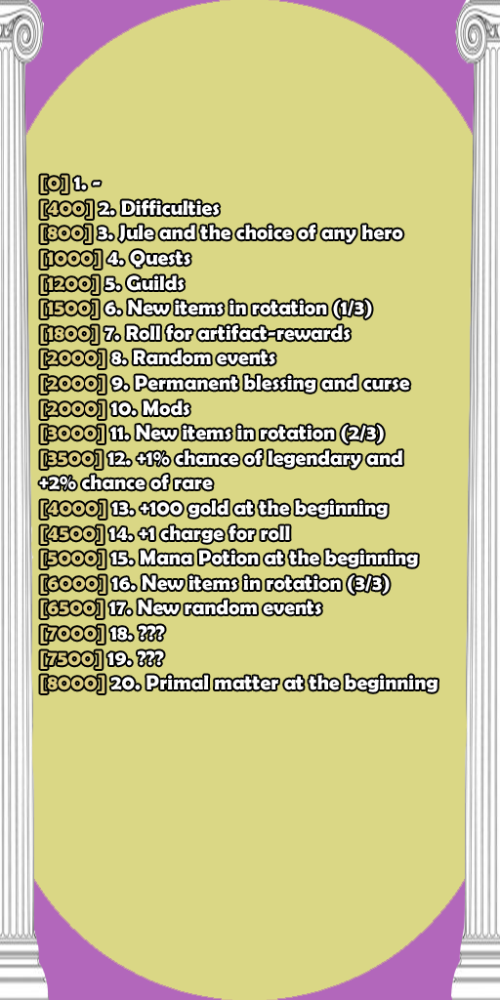 [0] 1. -
[400] 2. Difficulties
[800] 3. Jule and the choice of any hero
[1000] 4. Quests
[1200] 5. Guilds
[1500] 6. New items in rotation (1/3)
[1800] 7. Roll for artifact-rewards
[2000] 8. Random events
[2000] 9. Permanent blessing and curse
[2000] 10. Mods
[3000] 11. New items in rotation (2/3)
[3500] 12. +1% chance of legendary and
+2% chance of rare
[4000] 13. +100 gold at the beginning
[4500] 14. +1 charge for roll
[5000] 15. Mana Potion at the beginning
[6000] 16. New items in rotation (3/3)
[6500] 17. New random events
[7000] 18. ???
[7500] 19. ???
[8000] 20. Primal matter at the beginning